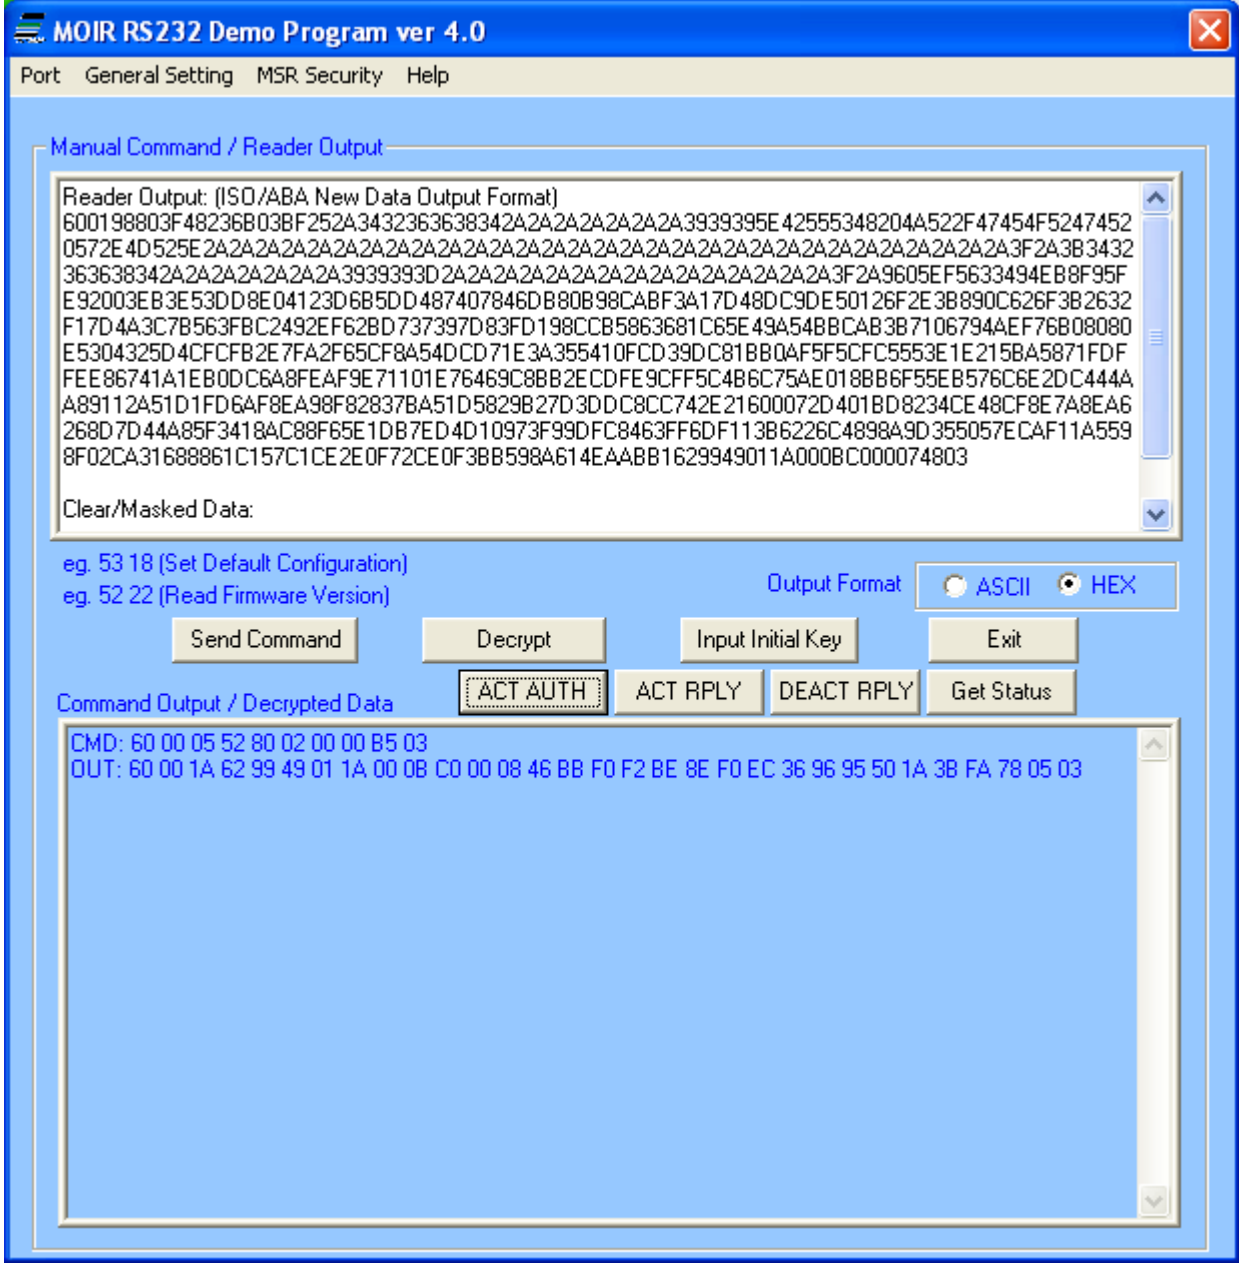 MOIR RS232 Demo Program ver 4.0
Port General Setting MSR Security Help
Manual Command / Reader Output
Reader Output: (ISO/ABA New Data Output Format)
600198803F48236B03BF252A3432363638342A2A2A2A2A2A2A3939395E42555348204A522F47454F5247452
0572E4D525E2A2A2A2A2A2A2A2A2A2A2A2A2A2A2A2A2A2A2A2A2A2A2A2A2A2A2A2A2A2A3F2A3B3432
363638342A2A2A2A2A2A2A3939393D2A2A2A2A2A2A2A2A2A2A2A2A2A2A2A2A3F2A9605EF5633494EB8F95F
E92003EB3E53DD8E04123D6B5DD487407846DB80B98CABF3A17D48DC9DE50126F2E3B890C626F3B2632
F17D4A3C7B563FBC2492EF62BD737397D83FD198CCB5863681C65E49A54BBCAB3B7106794AEF76B08080
E5304325D4CFCFB2E7FA2F65CF8A54DCD71E3A355410FCD39DC81BB0AF5F5CFC5553E1E215BA5871FDF
FEE86741A1EB0DC6A8FEAF9E71101E76469C8BB2ECDFE9CFF5C4B6C75AE018BB6F55EB576C6E2DC444A
A89112A51D1FD6AF8EA98F82837BA51D5829B27D3DDC8CC742E21600072D401BD8234CE48CF8E7A8EA6
268D7D44A85F3418AC88F65E1DB7ED4D10973F99DFC8463FF6DF113B6226C4898A9D355057ECAF11A559
8F02CA31688861C157C1CE2E0F72CE0F3BB598A614EAABB1629949011A000BC000074803
Clear/Masked Data:
eg. 53 18 (Set Default Configuration)
eg. 52 22 (Read Firmware Version)
Output Format ASCII HEX
Send Command Decrypt Input Initial Key Exit
ACT AUTH ACT RPLY DEACT RPLY Get Status
Command Output / Decrypted Data
CMD: 60 00 05 52 80 02 00 00 B5 03
OUT: 60 00 1A 62 99 49 01 1A 00 0B C0 00 08 46 BB F0 F2 BE 8E F0 EC 36 96 95 50 1A 3B FA 78 05 03